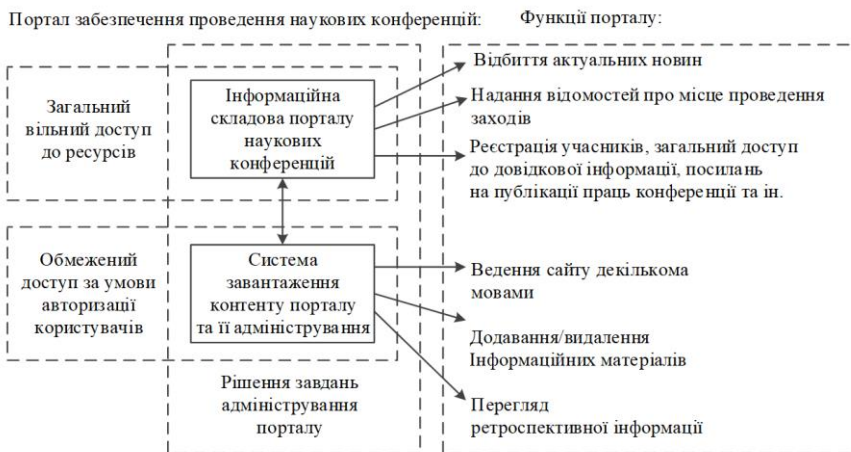 Портал забезпечення проведення наукових конференцій:
Функції порталу:
Загальний
вільний доступ
до ресурсів
Інформаційна
складова порталу
наукових
конференцій
Відбиття актуальних новин
Надання відомостей про місце проведення
заходів
Реєстрація учасників, загальний доступ
до довідкової інформації, посилань
на публікації праць конференції та ін.
Обмежений
доступ за умови
авторизації
користувачів
Система
завантаження
контенту порталу
та її адміністрування
Ведення сайту декількома
мовами
Додавання/видалення
Інформаційних матеріалів
Перегляд
ретроспективної інформації
Рішення завдань
адміністрування
порталу